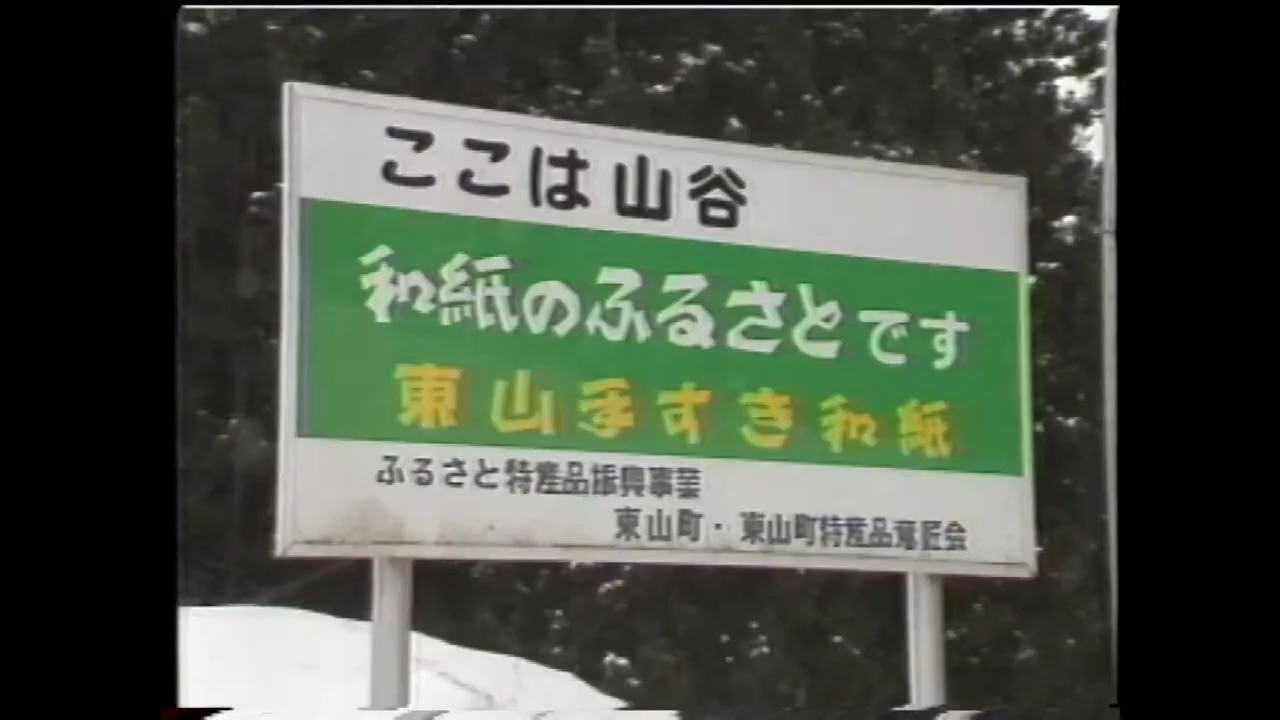 ここは山谷
和紙のふるさとです
東山手すき和紙
ふるさと特産品振興事業
東山町・東山町特産品意匠会